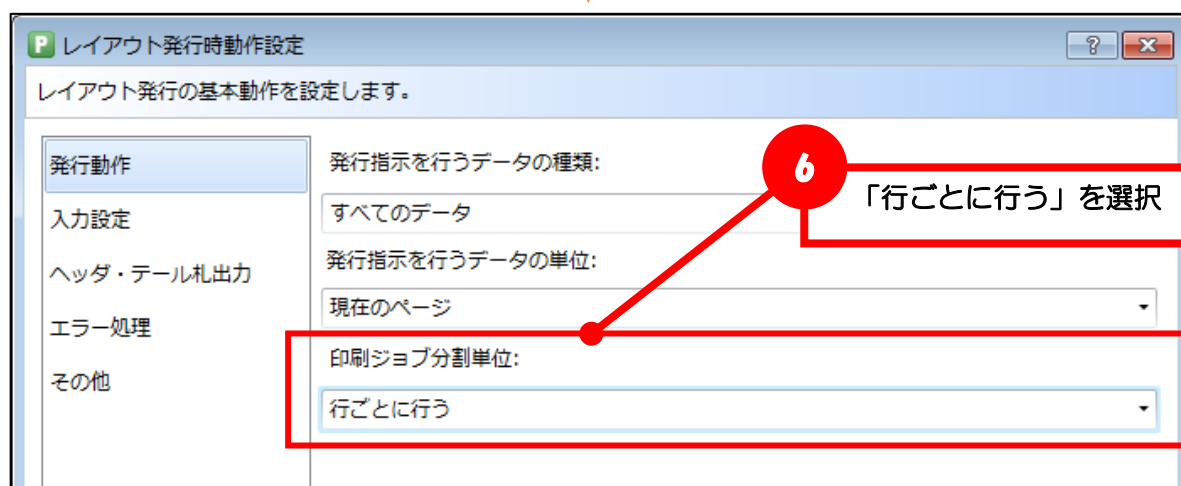 P レイアウト発行時動作設定
レイアウト発行の基本動作を設定します。
発行動作
入力設定
ヘッダ・テール札出力
エラー処理
その他
発行指示を行うデータの種類:
すべてのデータ
発行指示を行うデータの単位:
現在のページ
印刷ジョブ分割単位:
行ごとに行う
6
「行ごとに行う」を選択